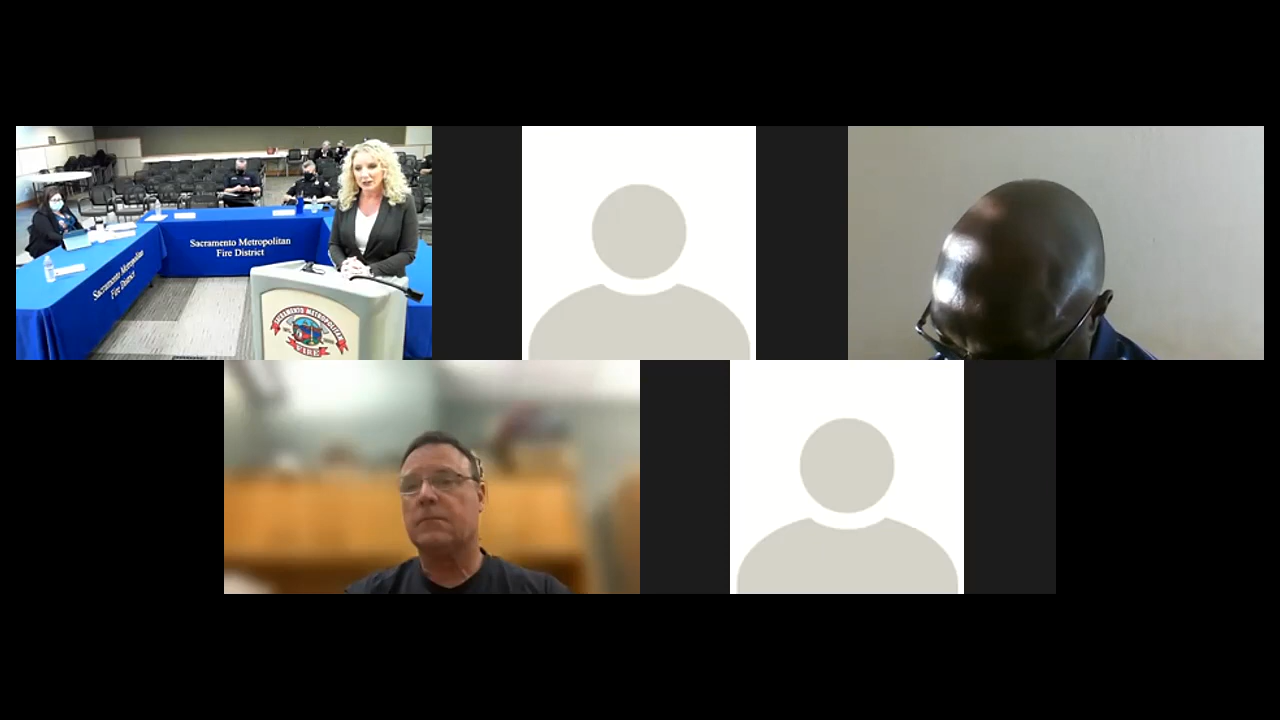 Sacramento Metropolitan
Fire District
Sacramento Metropolitan
Fire District
SACRAMENTO METROPOLITAN
FIRE